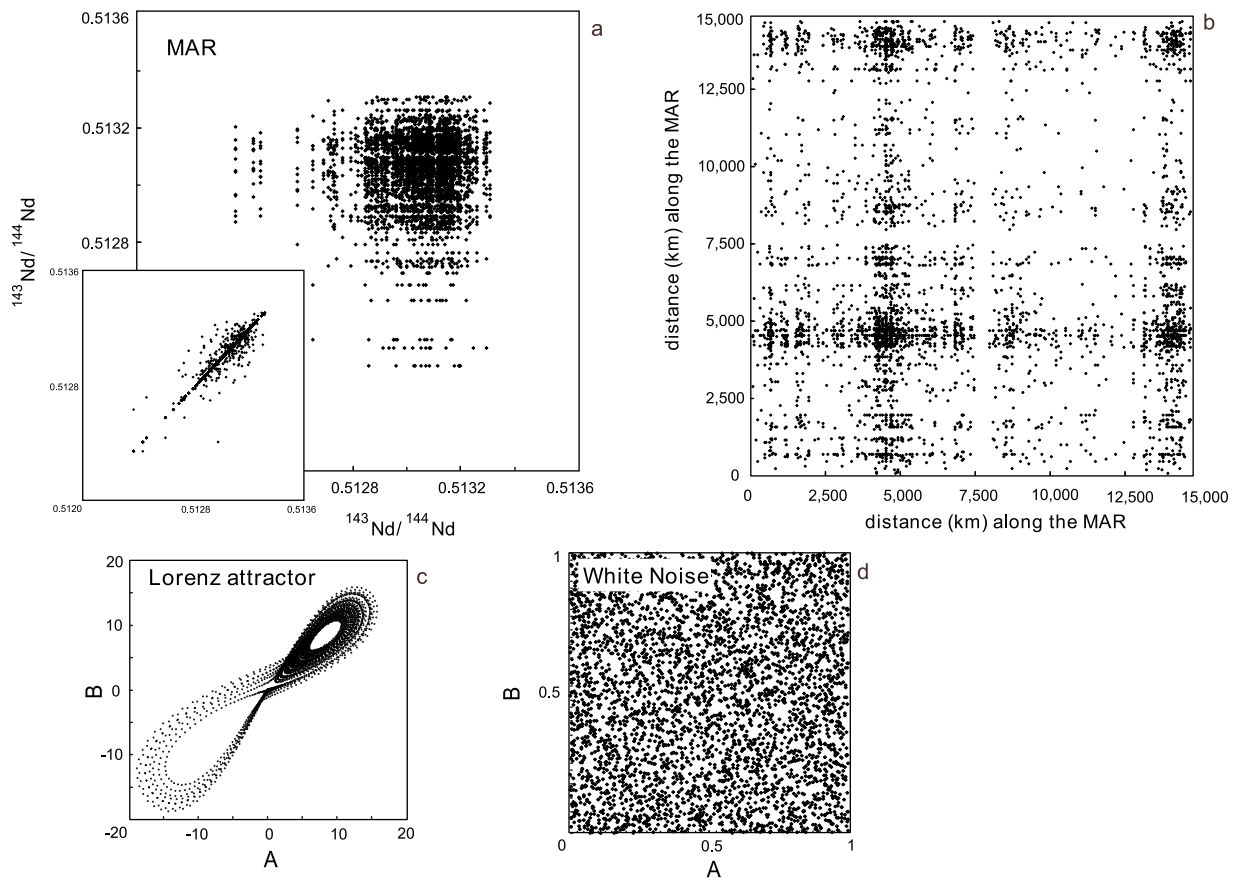 a
MAR
0.5136
0.5132
0.5128
¹⁴³Nd/ ¹⁴⁴Nd
0.5128
0.5132
0.5136
¹⁴³Nd/ ¹⁴⁴Nd
0.5136
0.5128
0.5120
0.5128
0.5136
b
15,000
12,500
10,000
7,500
5,000
2,500
0
distance (km) along the MAR
0
2,500
5,000
7,500
10,000
12,500
15,000
distance (km) along the MAR
c
Lorenz attractor
20
10
0
-10
-20
B
-10
0
10
20
A
d
White Noise
1
0.5
B
0
0.5
1
A